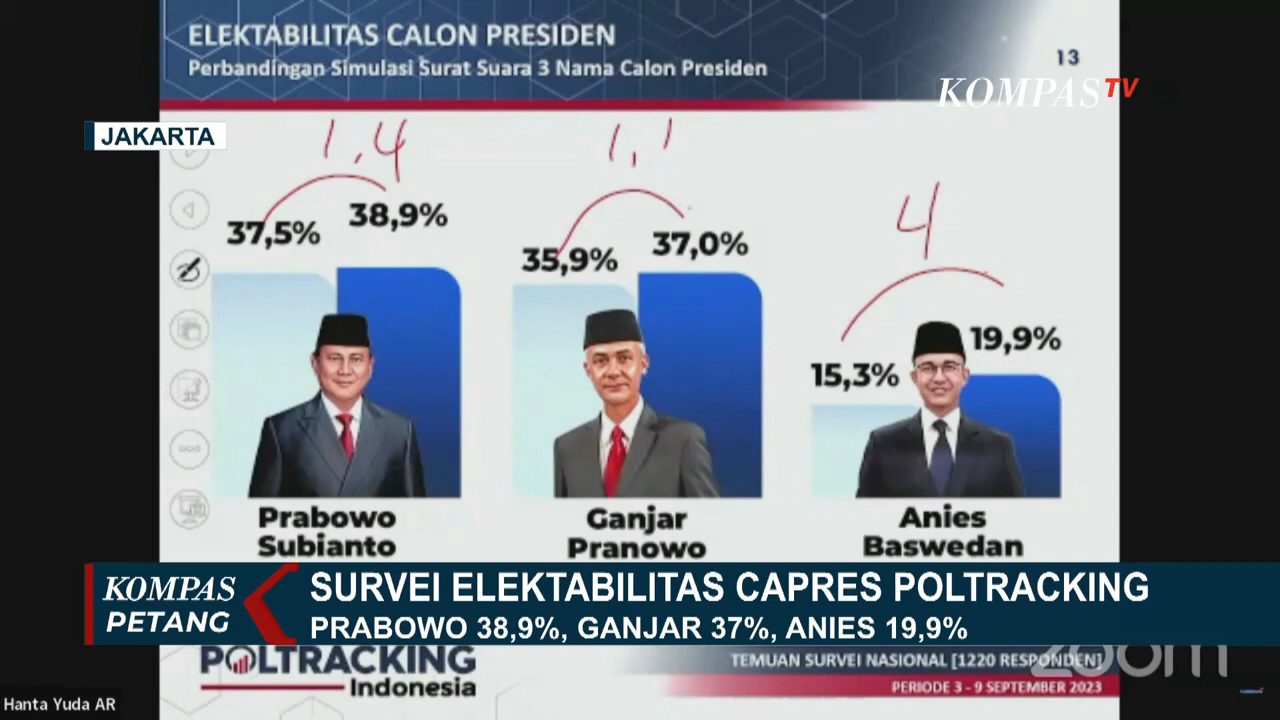 ELEKTABILITAS CALON PRESIDEN
Perbandingan Simulasi Surat Suara 3 Nama Calon Presiden
13
KOMPAS TV
JAKARTA
1,4
1,1
4
37,5%
38,9%
35,9%
37,0%
15,3%
19,9%
Prabowo
Subianto
Ganjar
Pranowo
Anies
Baswedan
KOMPAS
PETANG
SURVEI ELEKTABILITAS CAPRES POLTRACKING
PRABOWO 38,9%, GANJAR 37%, ANIES 19,9%
POLTRACKING
Indonesia
TEMUAN SURVEI NASIONAL [1220 RESPONDEN]
zoom
PERIODE 3 - 9 SEPTEMBER 2023
Hanta Yuda AR